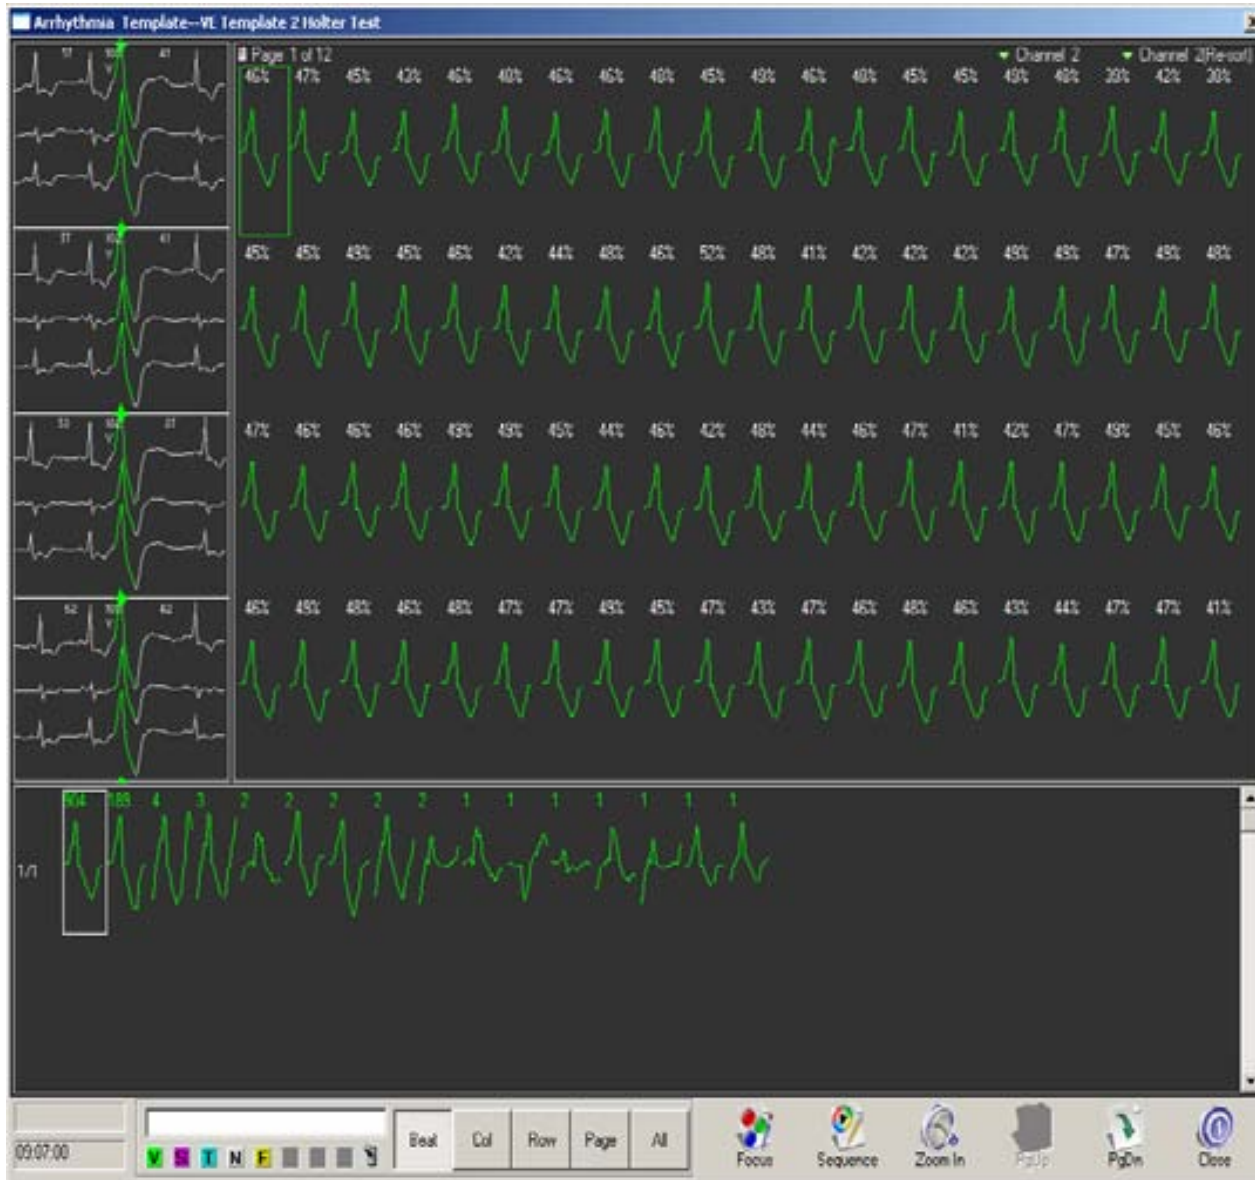 Arrhythmia Template--VE Template 2 Holter Test
Page 1 of 12
Channel 2
Channel 2(Re-sort)
46% 47% 45% 43% 46% 48% 46% 46% 48% 45% 49% 46% 49% 45% 45% 49% 48% 39% 42% 38%
45% 45% 49% 45% 46% 42% 44% 48% 46% 52% 48% 41% 42% 42% 42% 49% 49% 47% 49% 48%
47% 46% 46% 46% 49% 49% 45% 44% 46% 42% 48% 44% 46% 47% 41% 42% 47% 49% 45% 46%
46% 49% 48% 46% 48% 47% 47% 49% 45% 47% 43% 47% 46% 48% 46% 43% 44% 47% 47% 41%
904 189 4 3 2 2 2 2 2 1 1 1 1 1 1 1
1/1
09:07:00
V S T N F
Beat Col Row Page All
Focus Sequence Zoom In PgUp PgDn Close